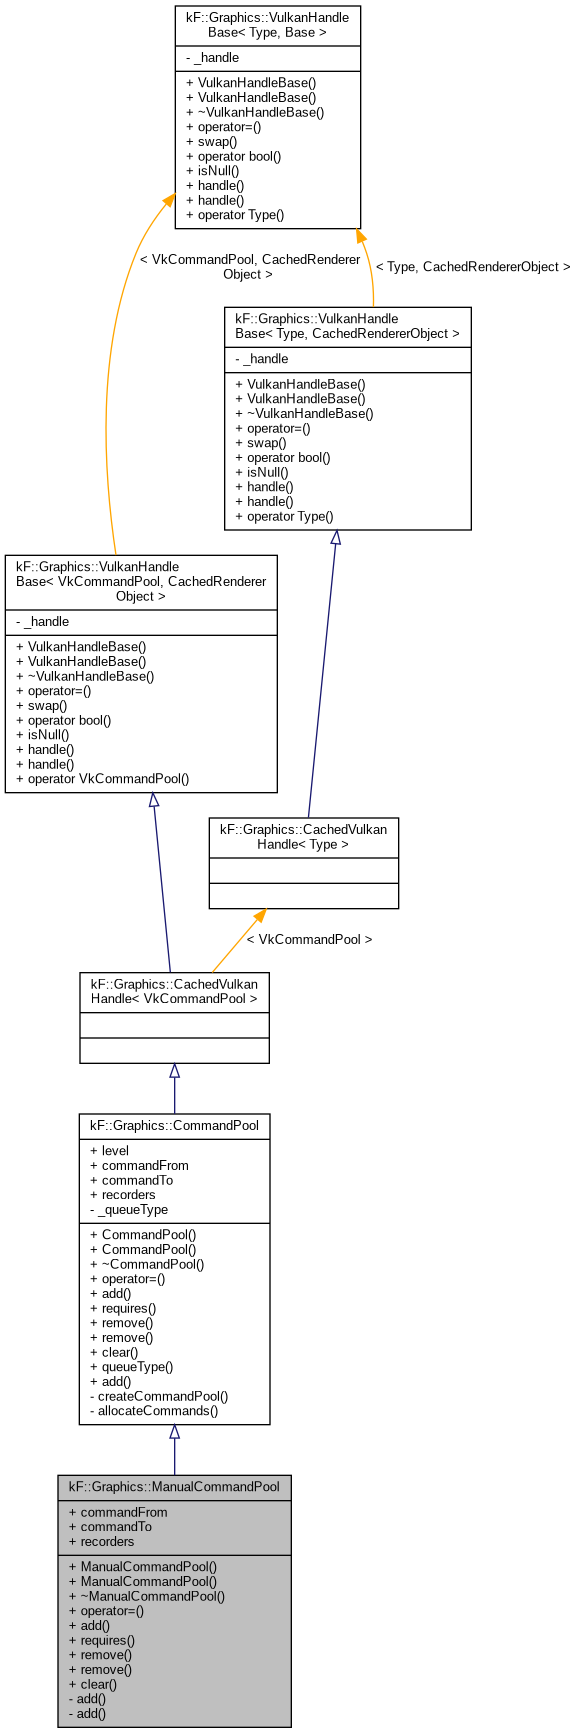 kF::Graphics::VulkanHandle
Base< Type, Base >
- _handle
+ VulkanHandleBase()
+ VulkanHandleBase()
+ ~VulkanHandleBase()
+ operator=()
+ swap()
+ operator bool()
+ isNull()
+ handle()
+ handle()
+ operator Type()
< VkCommandPool, CachedRenderer
Object >
< Type, CachedRendererObject >
kF::Graphics::VulkanHandle
Base< Type, CachedRendererObject >
- _handle
+ VulkanHandleBase()
+ VulkanHandleBase()
+ ~VulkanHandleBase()
+ operator=()
+ swap()
+ operator bool()
+ isNull()
+ handle()
+ handle()
+ operator Type()
kF::Graphics::VulkanHandle
Base< VkCommandPool, CachedRenderer
Object >
- _handle
+ VulkanHandleBase()
+ VulkanHandleBase()
+ ~VulkanHandleBase()
+ operator=()
+ swap()
+ operator bool()
+ isNull()
+ handle()
+ handle()
+ operator VkCommandPool()
kF::Graphics::CachedVulkan
Handle< Type >
< VkCommandPool >
kF::Graphics::CachedVulkan
Handle< VkCommandPool >
kF::Graphics::CommandPool
+ level
+ commandFrom
+ commandTo
+ recorders
- _queueType
+ CommandPool()
+ CommandPool()
+ ~CommandPool()
+ operator=()
+ add()
+ requires()
+ remove()
+ remove()
+ clear()
+ queueType()
+ add()
- createCommandPool()
- allocateCommands()
kF::Graphics::ManualCommandPool
+ commandFrom
+ commandTo
+ recorders
+ ManualCommandPool()
+ ManualCommandPool()
+ ~ManualCommandPool()
+ operator=()
+ add()
+ requires()
+ remove()
+ remove()
+ clear()
- add()
- add()